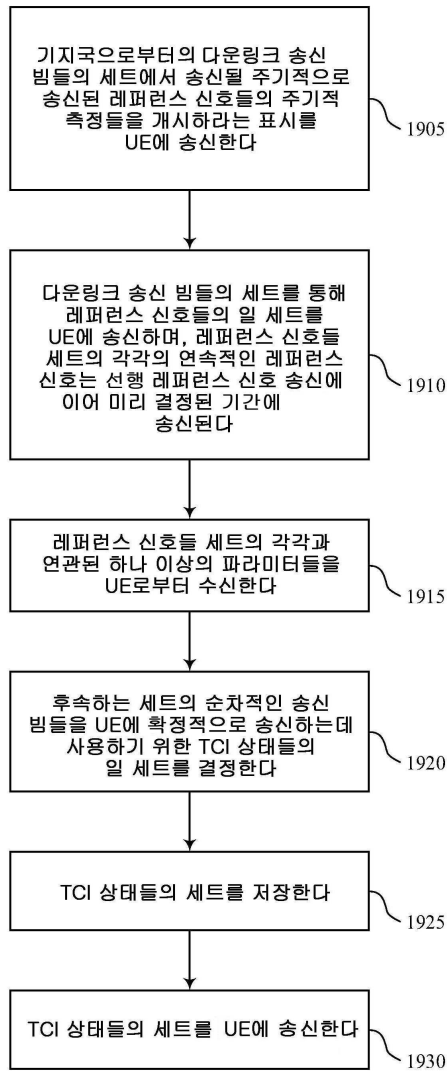 기지국으로부터의 다운링크 송신
빔들의 세트에서 송신될 주기적으로
송신된 레퍼런스 신호들의 주기적
측정들을 개시하라는 표시를
UE에 송신한다
1905
다운링크 송신 빔들의 세트를 통해
레퍼런스 신호들의 일 세트를
UE에 송신하며, 레퍼런스 신호들
세트의 각각의 연속적인 레퍼런스
신호는 선행 레퍼런스 신호 송신에
이어 미리 결정된 기간에
송신된다
1910
레퍼런스 신호들 세트의 각각과
연관된 하나 이상의 파라미터들을
UE로부터 수신한다
1915
후속하는 세트의 순차적인 송신
빔들을 UE에 확정적으로 송신하는데
사용하기 위한 TCI 상태들의
일 세트를 결정한다
1920
TCI 상태들의 세트를 저장한다
1925
TCI 상태들의 세트를 UE에 송신한다
1930